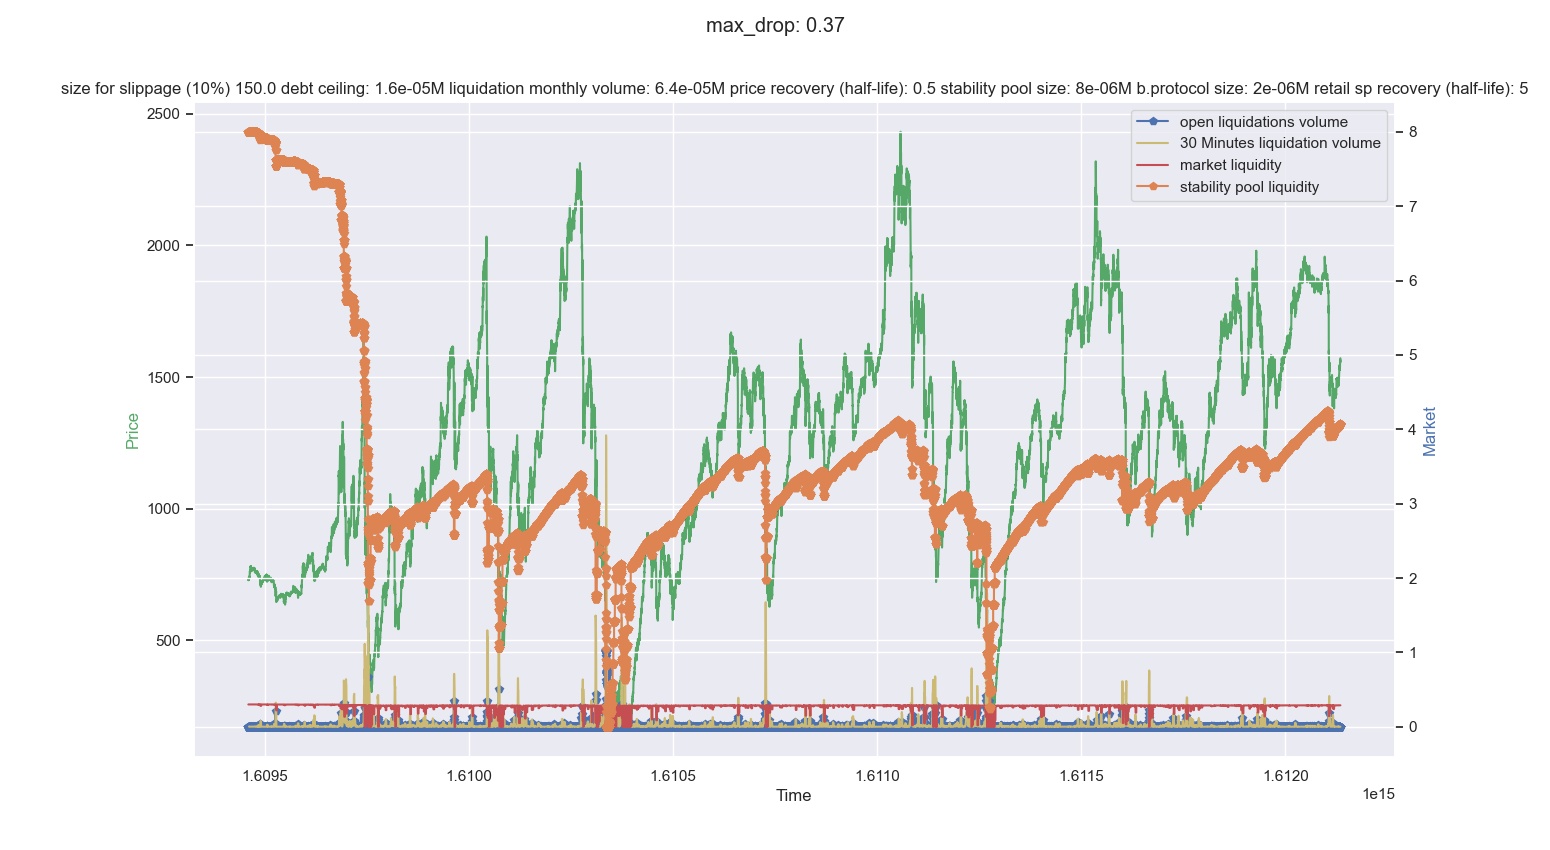 max_drop: 0.37
size for slippage (10%) 150.0 debt ceiling: 1.6e-05M liquidation monthly volume: 6.4e-05M price recovery (half-life): 0.5 stability pool size: 8e-06M b.protocol size: 2e-06M retail sp recovery (half-life): 5
open liquidations volume
30 Minutes liquidation volume
market liquidity
stability pool liquidity
Price
2500
2000
1500
1000
500
Market
8
7
6
5
4
3
2
1
0
1.6095 1.6100 1.6105 1.6110 1.6115 1.6120
Time
1e15